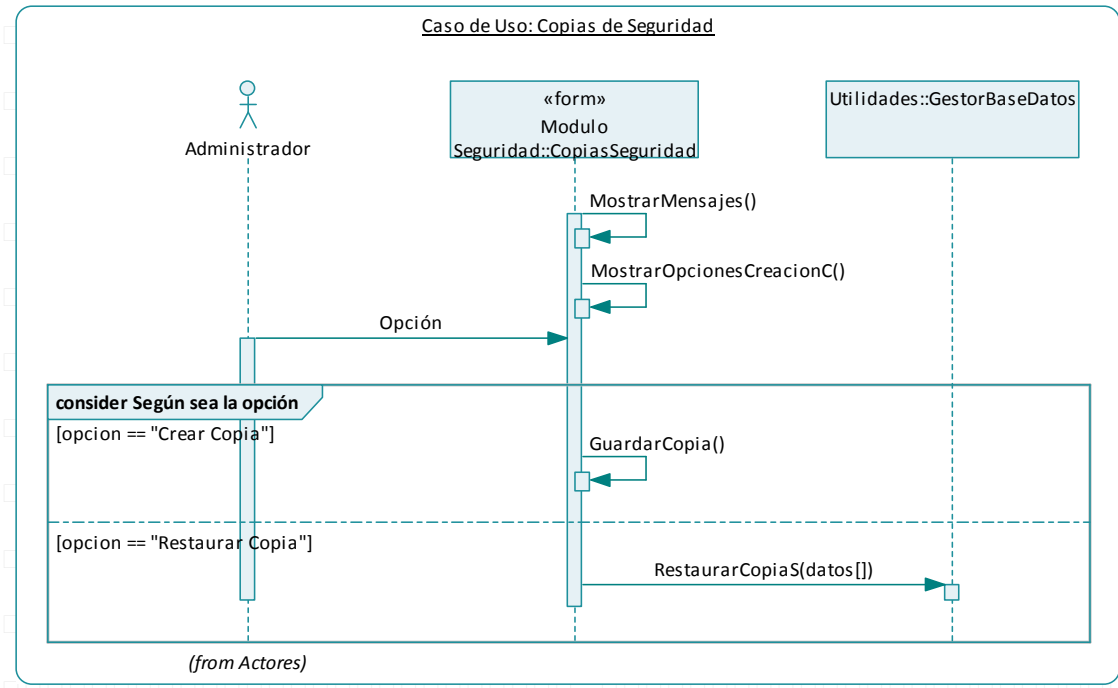 Caso de Uso: Copias de Seguridad
Administrador
«form»
Modulo
Seguridad::CopiasSeguridad
Utilidades::GestorBaseDatos
MostrarMensajes()
MostrarOpcionesCreacionC()
Opción
consider Según sea la opción
[opcion == "Crear Copia"]
GuardarCopia()
[opcion == "Restaurar Copia"]
RestaurarCopiaS(datos[])
(from Actores)